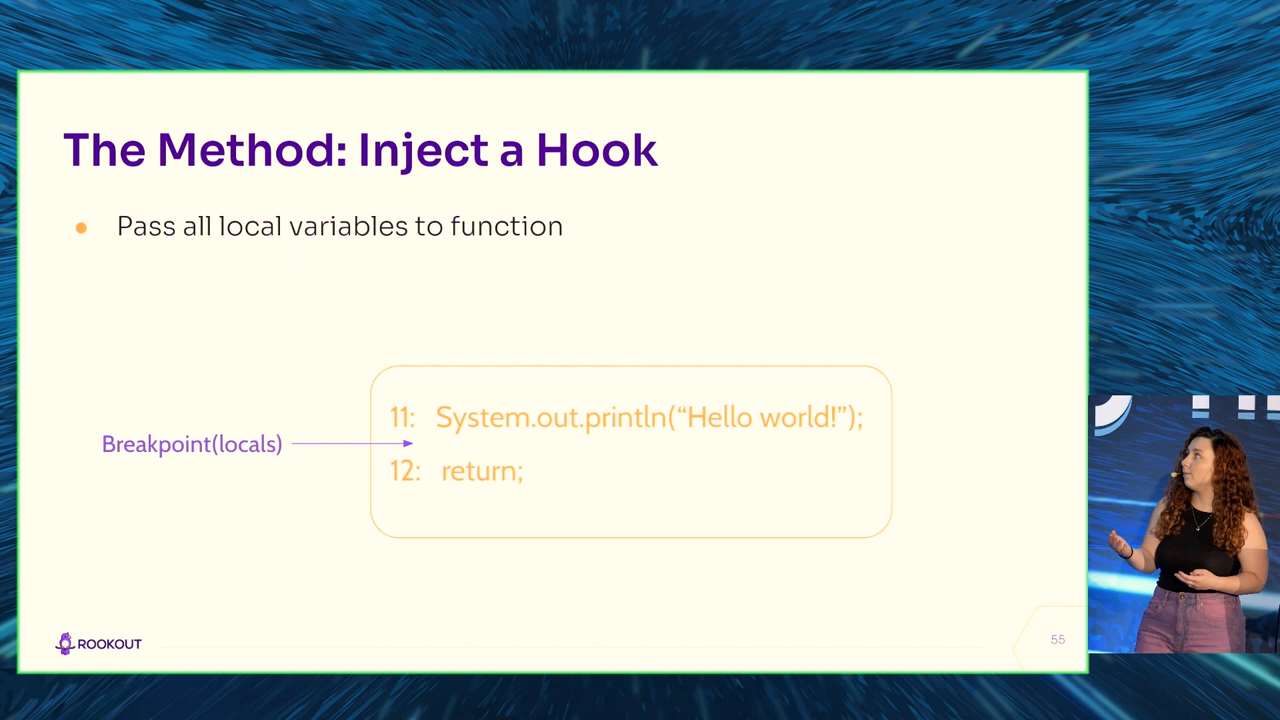 The Method: Inject a Hook
● Pass all local variables to function
11: System.out.println(“Hello world!”);
Breakpoint(locals)
12: return;
ROOKOUT
55